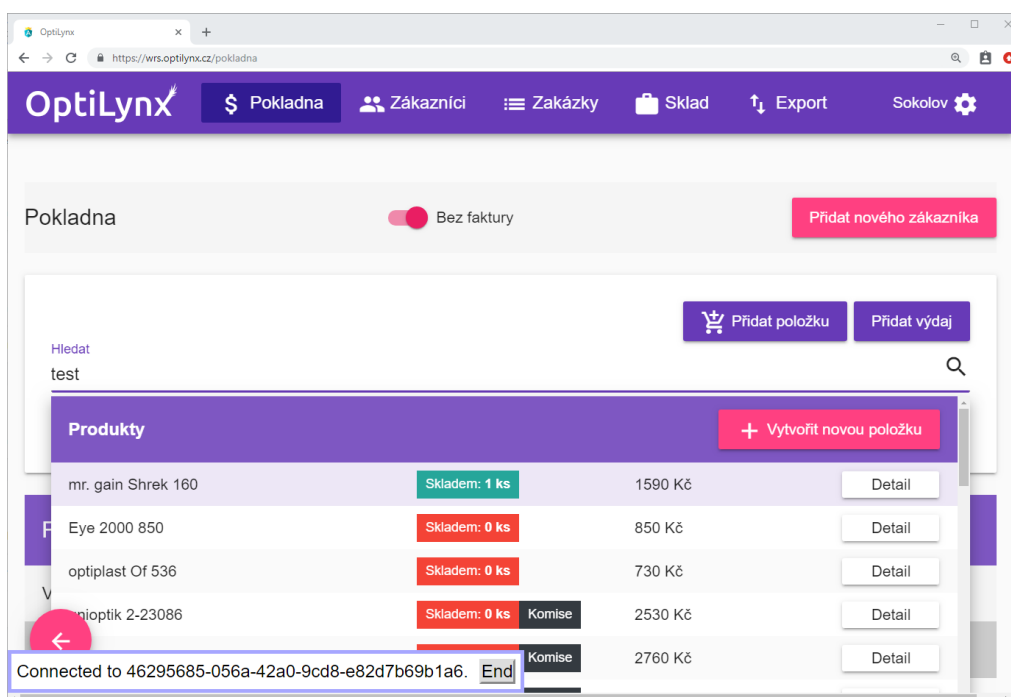 OptiLynx
https://wrs.optilynx.cz/pokladna
OptiLynx
$ Pokladna
Zákazníci
Zakázky
Sklad
Export
Sokolov
Pokladna
Bez faktury
Přidat nového zákazníka
Přidat položku
Přidat výdaj
Hledat
test
Produkty
+ Vytvořit novou položku
mr. gain Shrek 160 Skladem: 1 ks 1590 Kč Detail
Eye 2000 850 Skladem: 0 ks 850 Kč Detail
optiplast Of 536 Skladem: 0 ks 730 Kč Detail
2-23086 Skladem: 0 ks Komise 2530 Kč Detail
Komise 2760 Kč Detail
Connected to 46295685-056a-42a0-9cd8-e82d7b69b1a6. End